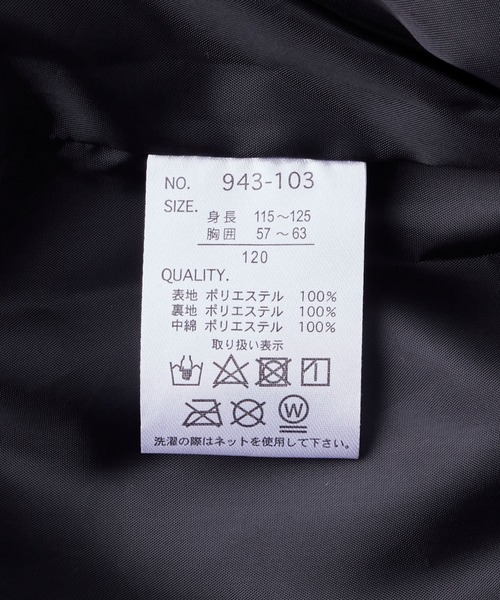 NO. 943-103
SIZE.
身長 115～125
胸囲 57～63
120
QUALITY.
表地 ポリエステル 100%
裏地 ポリエステル 100%
中綿 ポリエステル 100%
取り扱い表示
W
洗濯の際はネットを使用して下さい。